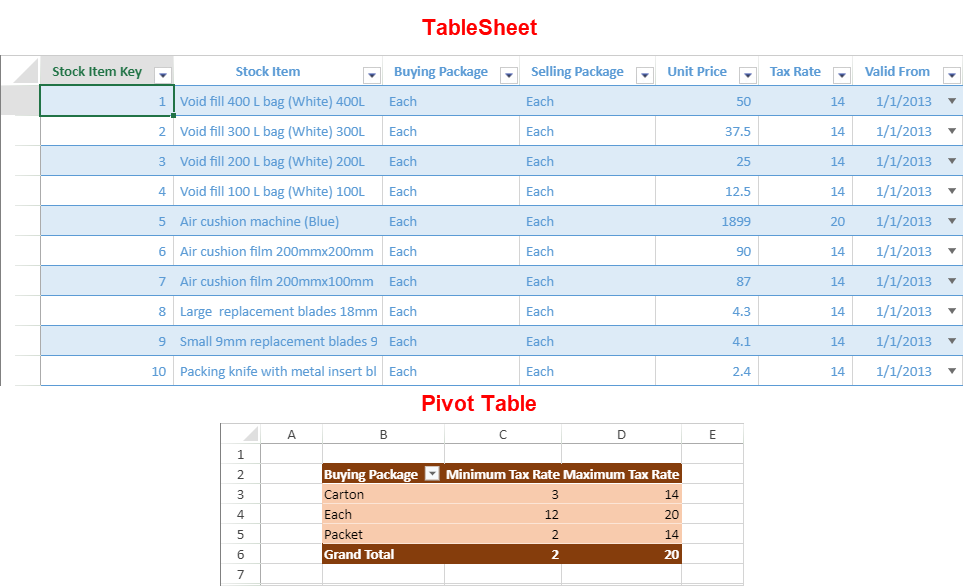 TableSheet
Stock Item Key Stock Item Buying Package Selling Package Unit Price Tax Rate Valid From
1 Void fill 400 L bag (White) 400L Each Each 50 14 1/1/2013
2 Void fill 300 L bag (White) 300L Each Each 37.5 14 1/1/2013
3 Void fill 200 L bag (White) 200L Each Each 25 14 1/1/2013
4 Void fill 100 L bag (White) 100L Each Each 12.5 14 1/1/2013
5 Air cushion machine (Blue) Each Each 1899 20 1/1/2013
6 Air cushion film 200mmx200mm Each Each 90 14 1/1/2013
7 Air cushion film 200mmx100mm Each Each 87 14 1/1/2013
8 Large  replacement blades 18mm Each Each 4.3 14 1/1/2013
9 Small 9mm replacement blades 9 Each Each 4.1 14 1/1/2013
10 Packing knife with metal insert bl Each Each 2.4 14 1/1/2013
Pivot Table
A B C D E
1
2 Buying Package Minimum Tax Rate Maximum Tax Rate
3 Carton 3 14
4 Each 12 20
5 Packet 2 14
6 Grand Total 2 20
7